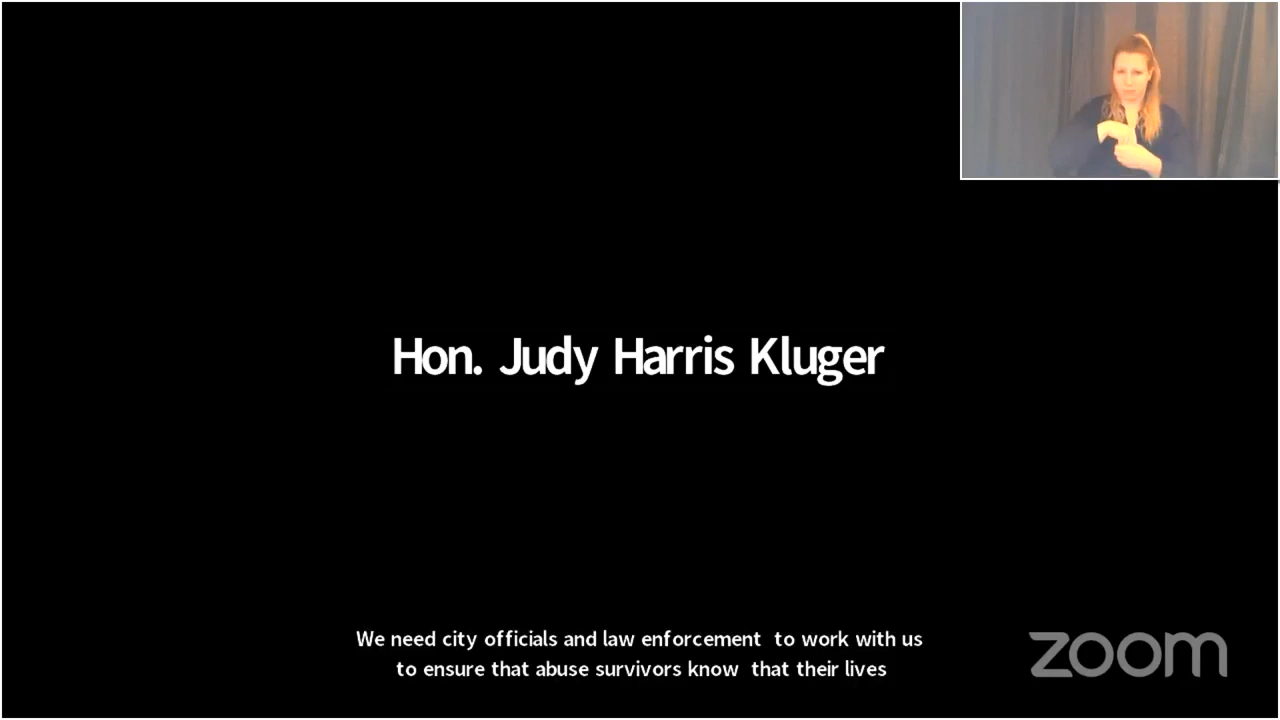 Hon. Judy Harris Kluger
We need city officials and law enforcement to work with us
to ensure that abuse survivors know that their lives
zoom